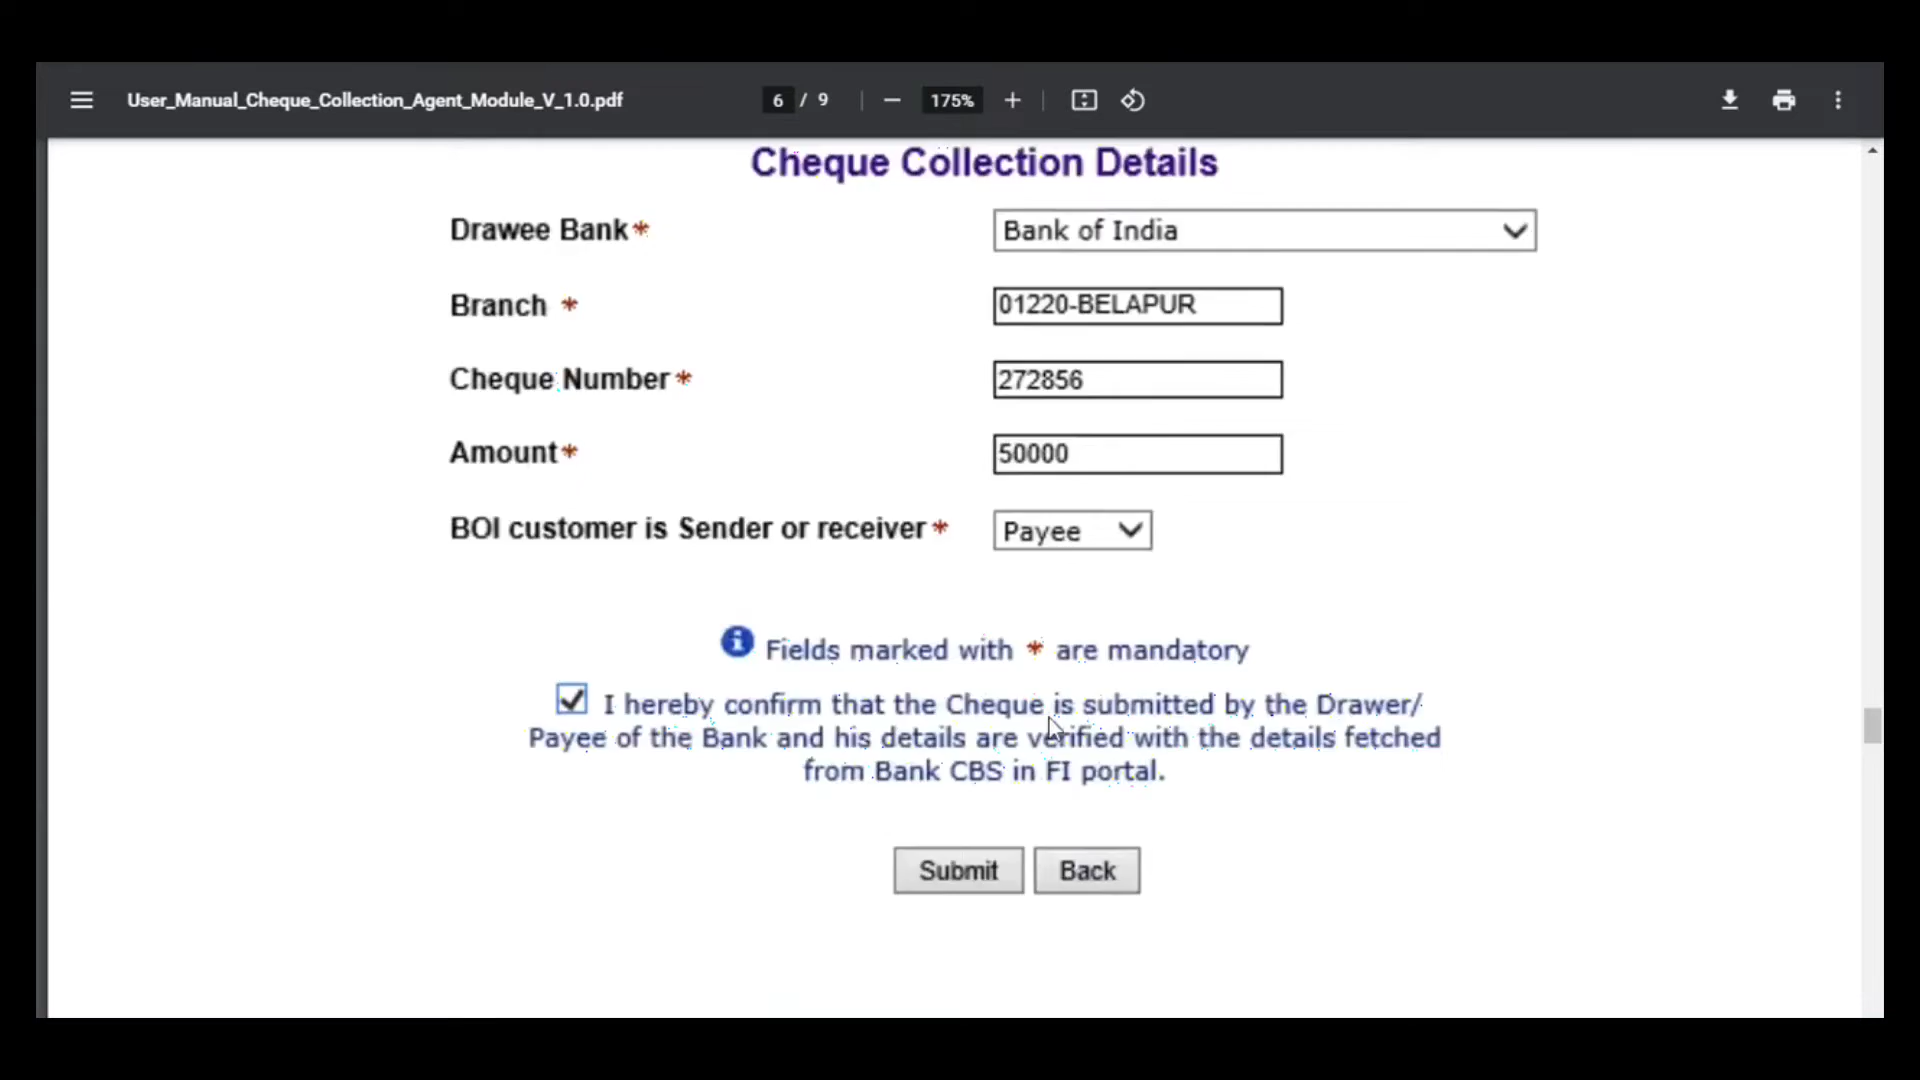 User_Manual_Cheque_Collection_Agent_Module_V_1.0.pdf 6 / 9 175%
Cheque Collection Details
Drawee Bank* Bank of India
Branch * 01220-BELAPUR
Cheque Number* 272856
Amount* 50000
BOI customer is Sender or receiver* Payee
Fields marked with * are mandatory
I hereby confirm that the Cheque is submitted by the Drawer/
Payee of the Bank and his details are verified with the details fetched
from Bank CBS in FI portal.
Submit Back